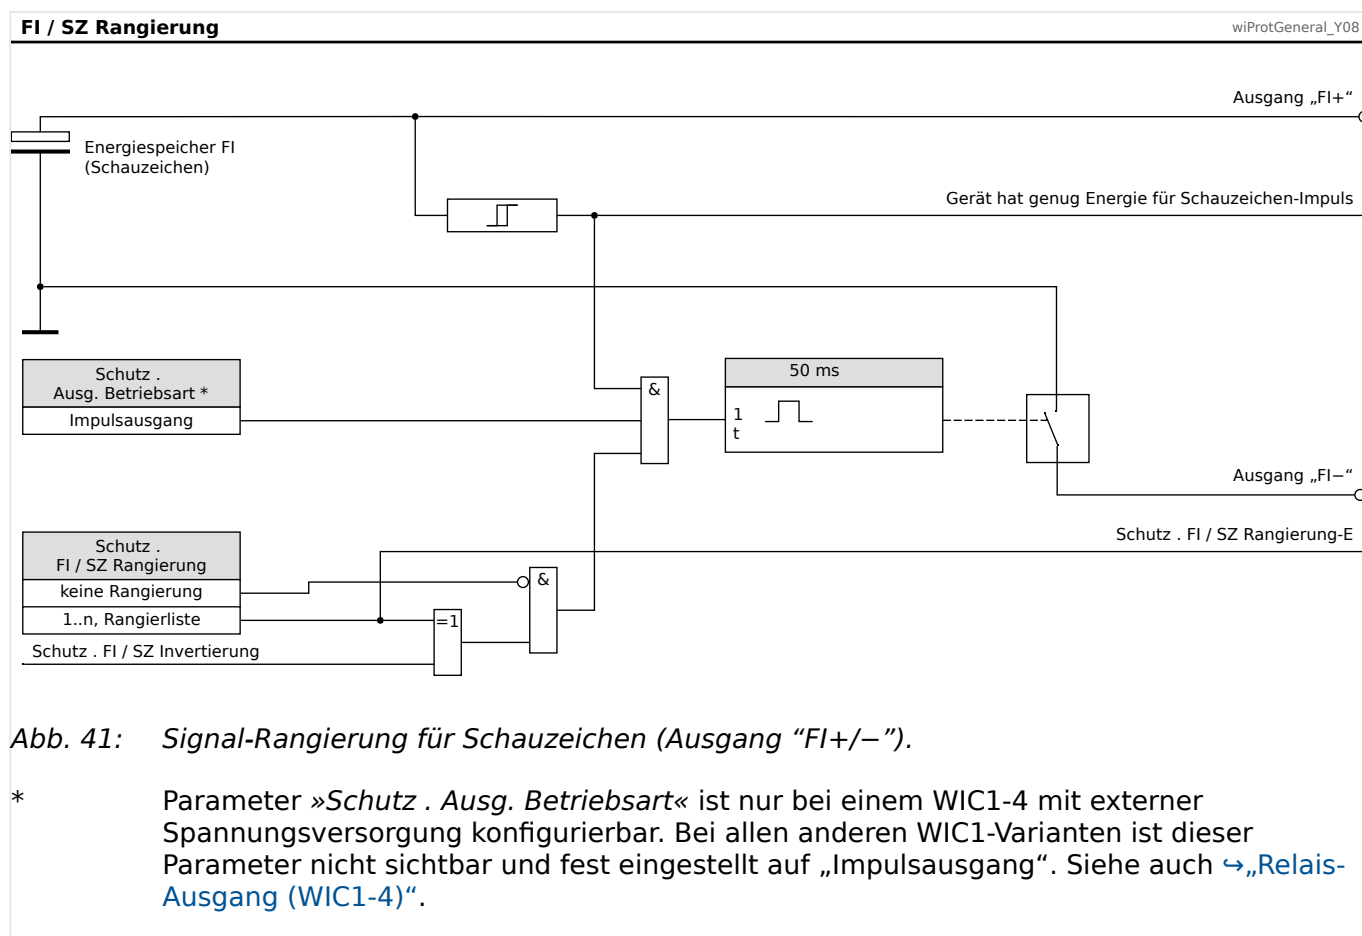 FI / SZ Rangierung
wiProtGeneral_Y08
Ausgang „FI+“
Energiespeicher FI
(Schauzeichen)
Gerät hat genug Energie für Schauzeichen-Impuls
Schutz .
Ausg. Betriebsart *
Impulsausgang
&
50 ms
1
t
Ausgang „FI−“
Schutz . FI / SZ Rangierung-E
Schutz .
FI / SZ Rangierung
keine Rangierung
1..n, Rangierliste
&
=1
Schutz . FI / SZ Invertierung
Abb. 41: Signal-Rangierung für Schauzeichen (Ausgang “FI+/−”).
* Parameter »Schutz . Ausg. Betriebsart« ist nur bei einem WIC1-4 mit externer
Spannungsversorgung konfigurierbar. Bei allen anderen WIC1-Varianten ist dieser
Parameter nicht sichtbar und fest eingestellt auf „Impulsausgang“. Siehe auch ↪„Relais-
Ausgang (WIC1-4)“.